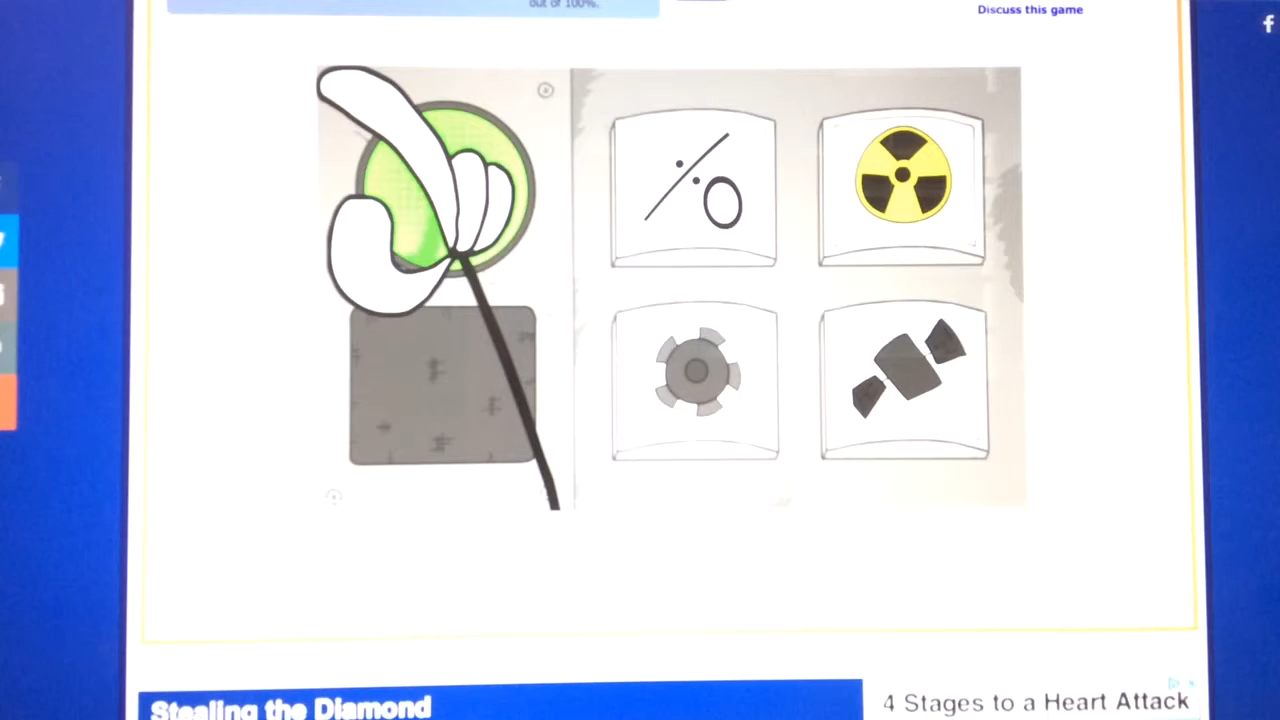 out of 100%.
Discuss this game
f
Stealing the Diamond
4 Stages to a Heart Attack